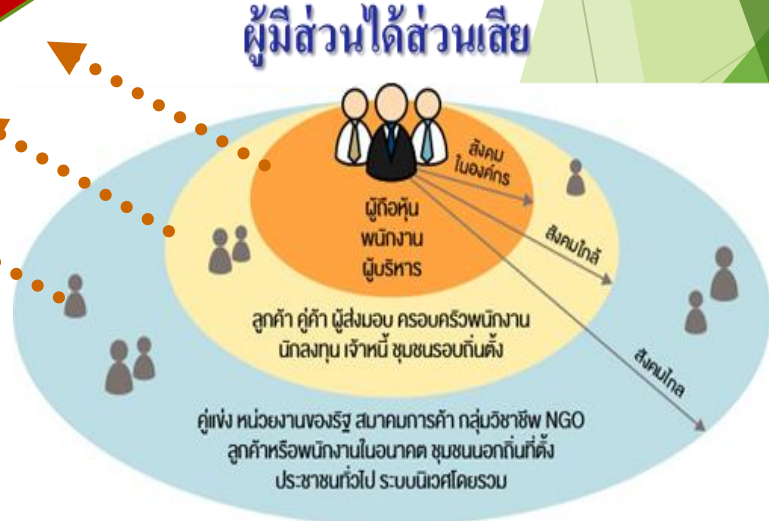 ผู้มีส่วนได้ส่วนเสีย
สังคม
ในองค์กร
ผู้ถือหุ้น
พนักงาน
ผู้บริหาร
สังคมใกล้
ลูกค้า คู่ค้า ผู้ส่งมอบ ครอบครัวพนักงาน
นักลงทุน เจ้าหนี้ ชุมชนรอบถิ่นตั้ง
สังคมไกล
คู่แข่ง หน่วยงานของรัฐ สมาคมการค้า กลุ่มวิชาชีพ NGO
ลูกค้าหรือพนักงานในอนาคต ชุมชนนอกถิ่นที่ตั้ง
ประชาชนทั่วไป ระบบนิเวศโดยรวม